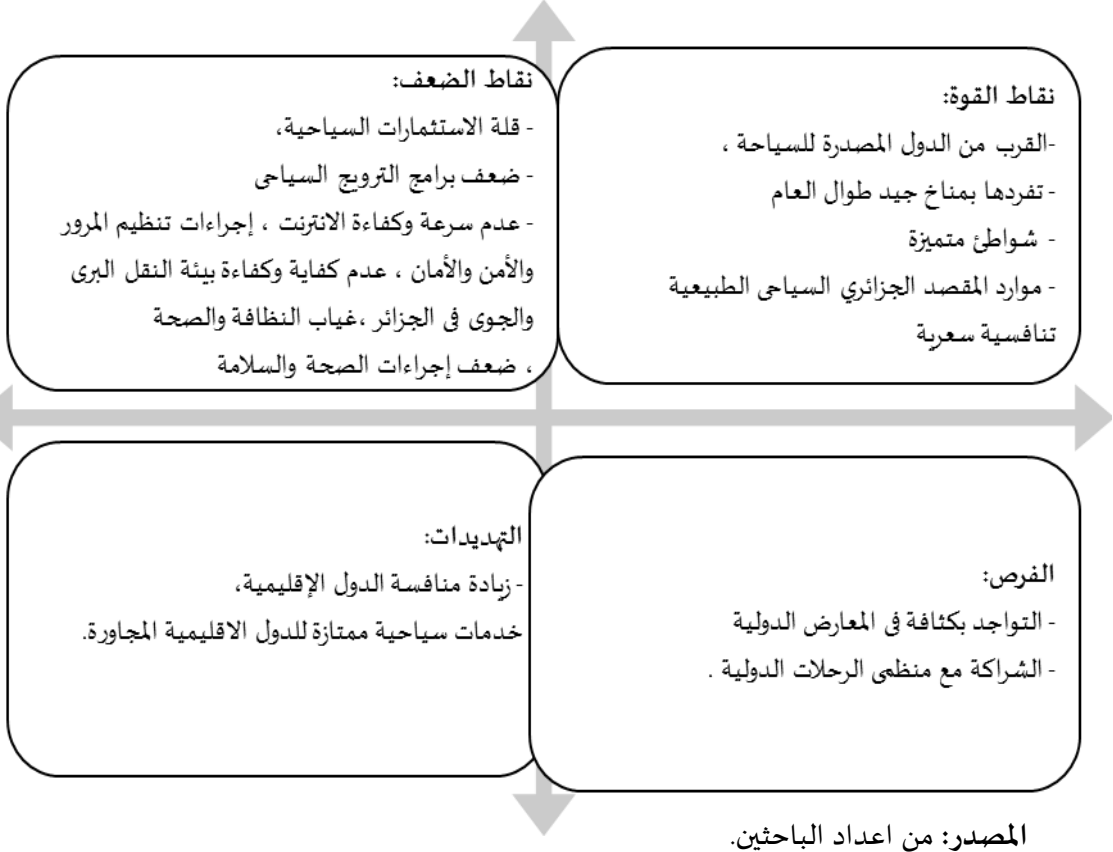 نقاط القوة:
-القرب من الدول المصدرة للسياحة ،
- تفردها بمناخ جيد طوال العام
- شواطئ متميزة
- موارد المقصد الجزائري السياحى الطبيعية
تنافسية سعرية
نقاط الضعف:
- قلة الاستثمارات السياحية،
- ضعف برامج الترويج السياحى
- عدم سرعة وكفاءة الانترنت ، إجراءات تنظيم المرور
والأمن والأمان ، عدم كفاية وكفاءة بيئة النقل البرى
والجوى فى الجزائر ،غياب النظافة والصحة
، ضعف إجراءات الصحة والسلامة
الفرص:
- التواجد بكثافة فى المعارض الدولية
- الشراكة مع منظمى الرحلات الدولية .
التهديدات:
- زيادة منافسة الدول الإقليمية،
خدمات سياحية ممتازة للدول الاقليمية المجاورة.
المصدر: من اعداد الباحثين.